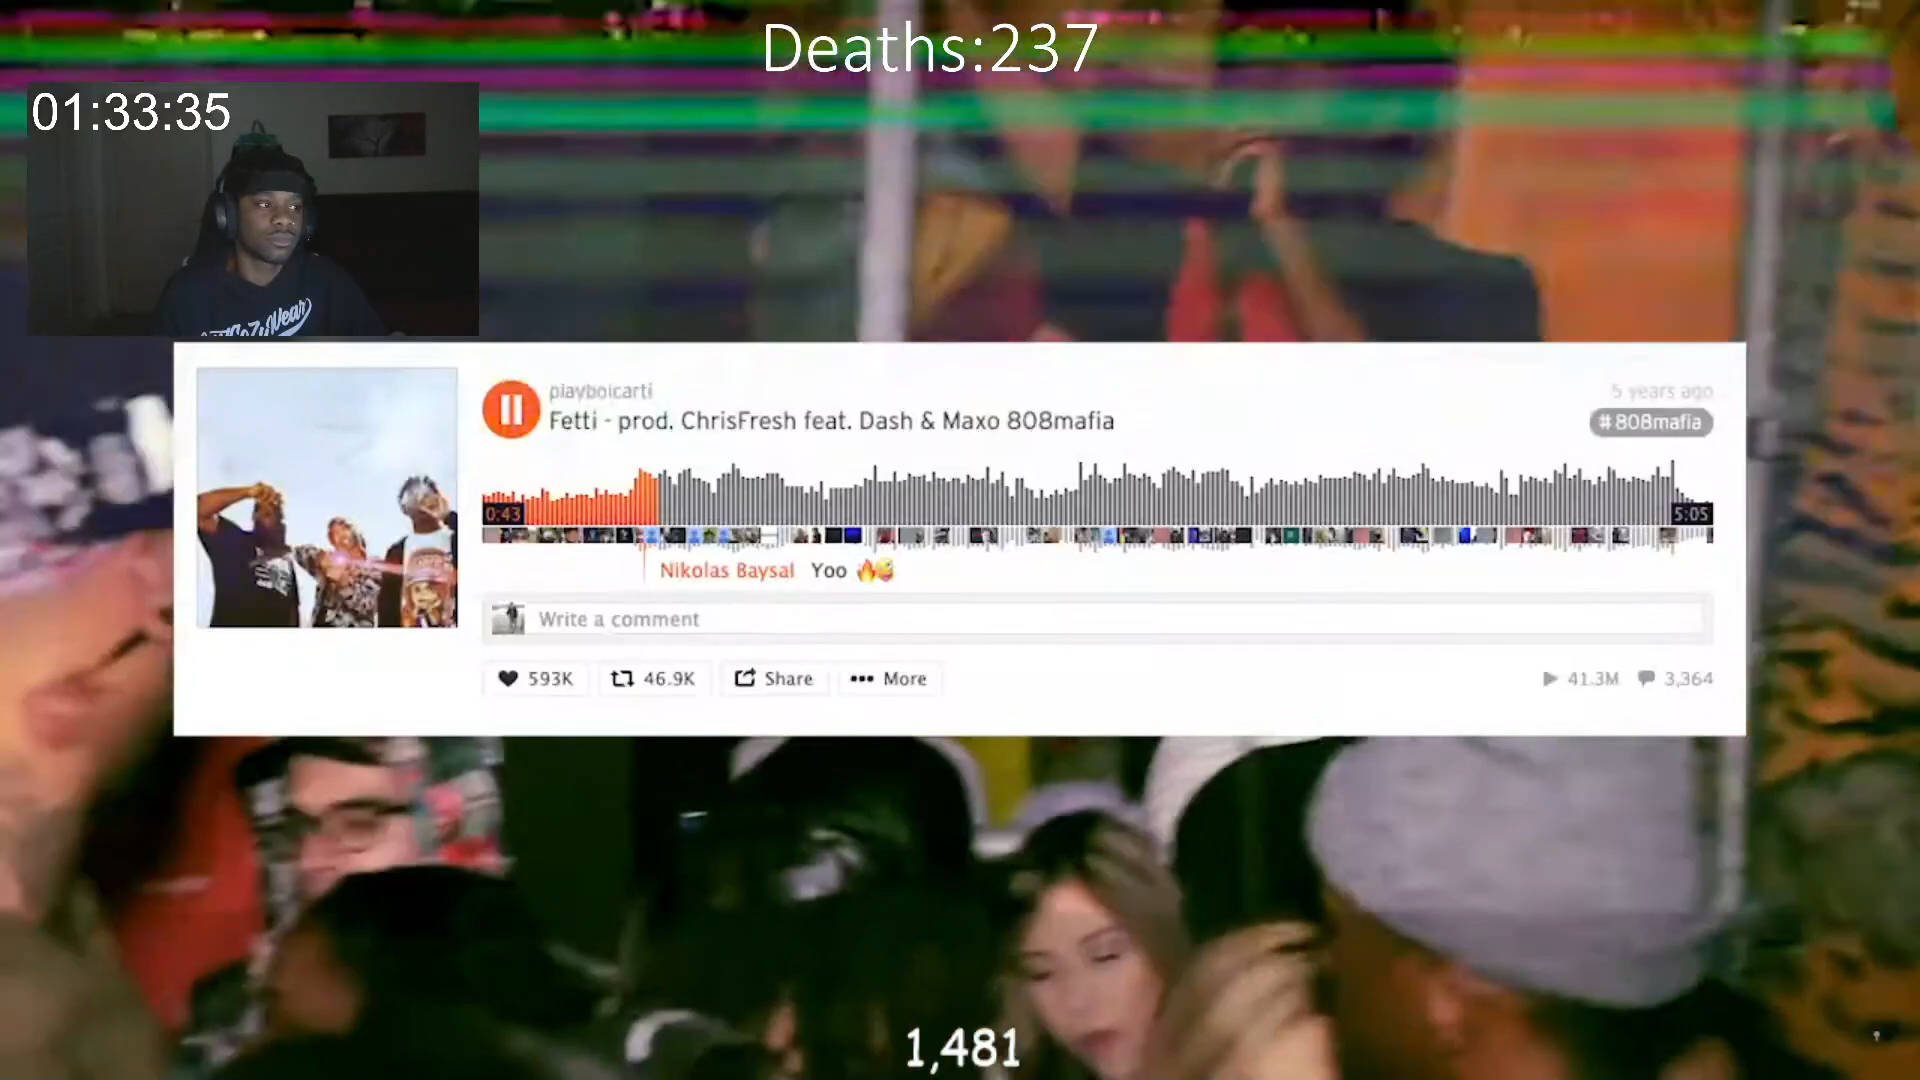 Deaths:237
01:33:35
playboicarti
5 years ago
Fetti - prod. ChrisFresh feat. Dash & Maxo 808mafia
#808mafia
0:43
5:05
Nikolas Baysal Yoo 🔥🤪
Write a comment
593K
46.9K
Share
More
41.3M
3,364
1,481